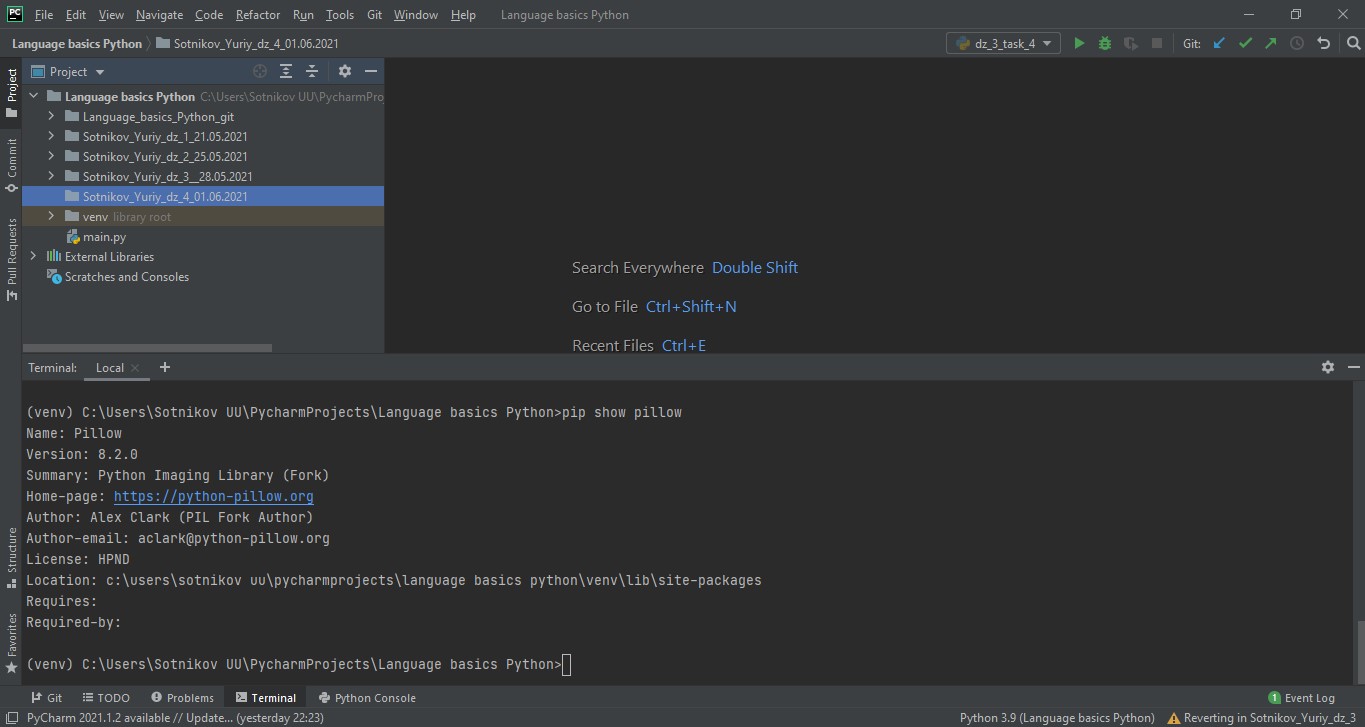 PC File Edit View Navigate Code Refactor Run Tools Git Window Help Language basics Python
Language basics Python Sotnikov_Yuriy_dz_4_01.06.2021 dz_3_task_4 Git:
Project
Project
Language basics Python C:\Users\Sotnikov UU\PycharmPro
Language_basics_Python_git
Sotnikov_Yuriy_dz_1_21.05.2021
Commit
Sotnikov_Yuriy_dz_2_25.05.2021
Sotnikov_Yuriy_dz_3__28.05.2021
Sotnikov_Yuriy_dz_4_01.06.2021
venv library root
Pull Requests
main.py
External Libraries
Scratches and Consoles
Search Everywhere Double Shift
Go to File Ctrl+Shift+N
Recent Files Ctrl+E
Terminal: Local
(venv) C:\Users\Sotnikov UU\PycharmProjects\Language basics Python>pip show pillow
Name: Pillow
Version: 8.2.0
Summary: Python Imaging Library (Fork)
Home-page: https://python-pillow.org
Author: Alex Clark (PIL Fork Author)
Author-email: aclark@python-pillow.org
License: HPND
Location: c:\users\sotnikov uu\pycharmprojects\language basics python\venv\lib\site-packages
Requires:
Required-by:
Structure
Favorites
(venv) C:\Users\Sotnikov UU\PycharmProjects\Language basics Python>
Git TODO Problems Terminal Python Console 1 Event Log
PyCharm 2021.1.2 available // Update... (yesterday 22:23) Python 3.9 (Language basics Python) Reverting in Sotnikov_Yuriy_dz_3